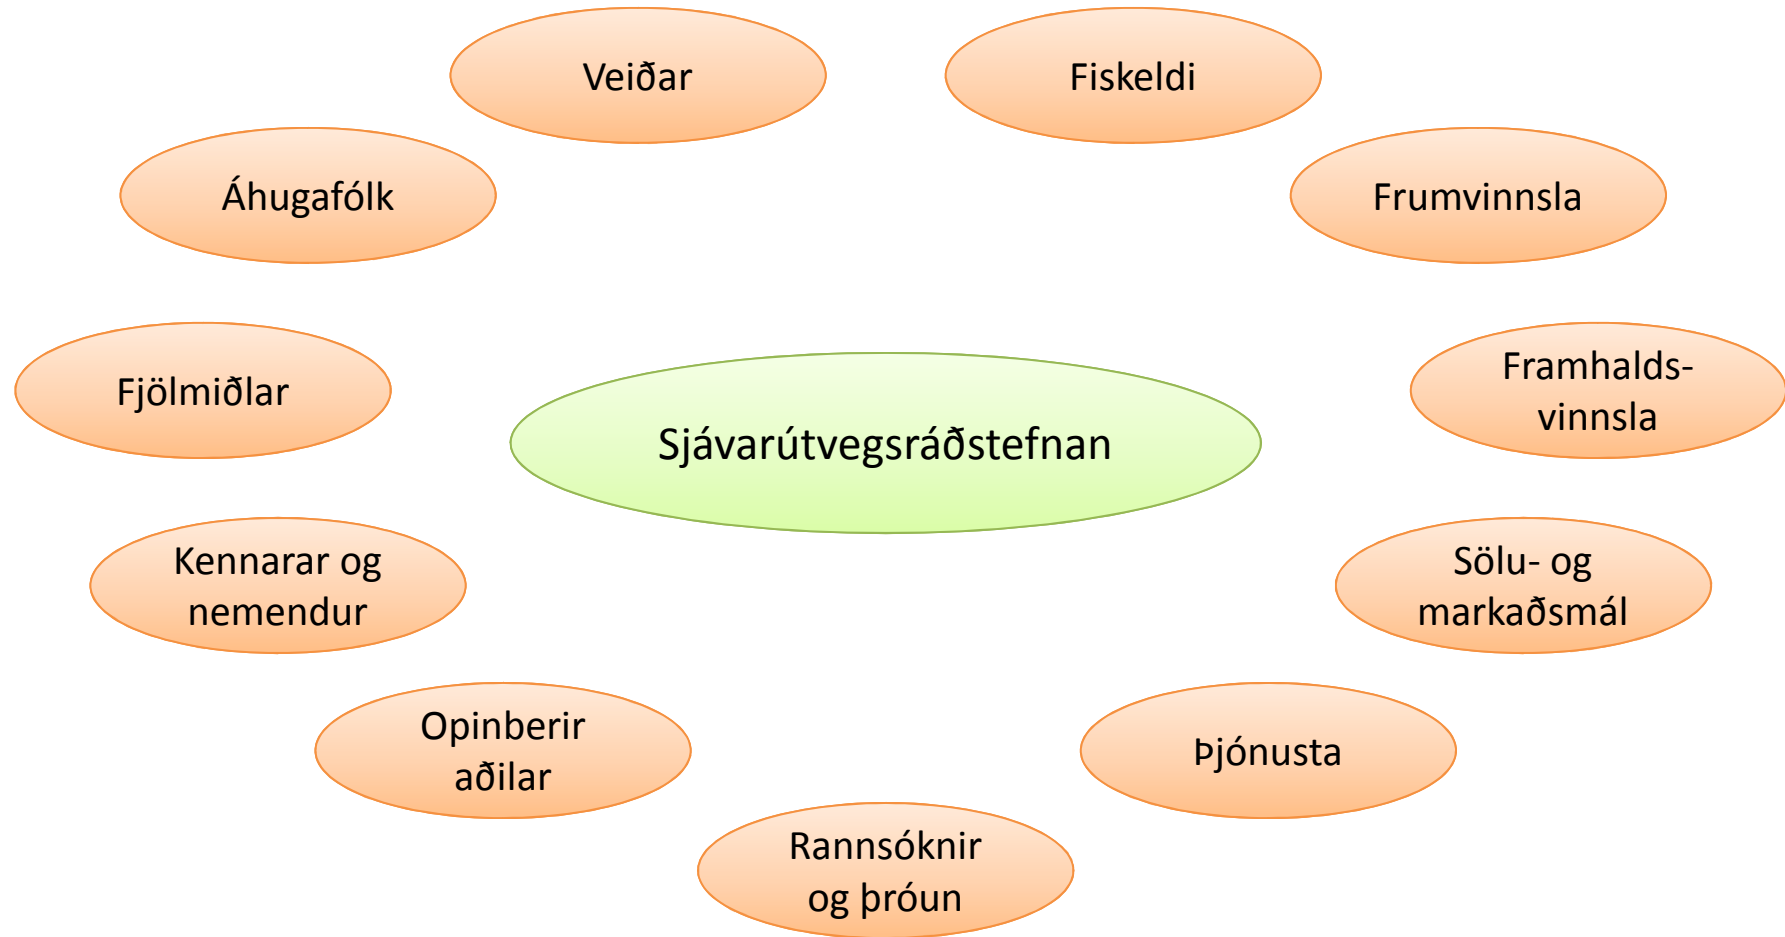 Veiðar
Fiskeldi
Áhugafólk
Frumvinnsla
Fjölmiðlar
Framhalds-
vinnsla
Sjávarútvegsráðstefnan
Kennarar og
nemendur
Sölu- og
markaðsmál
Opinberir
aðilar
Þjónusta
Rannsóknir
og þróun